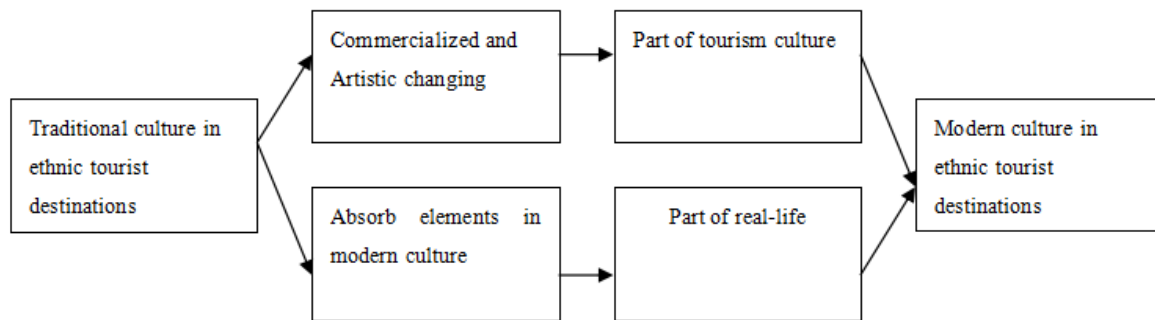 Traditional culture in
ethnic tourist
destinations
Commercialized and
Artistic changing
Part of tourism culture
Absorb elements in
modern culture
Part of real-life
Modern culture in
ethnic tourist
destinations